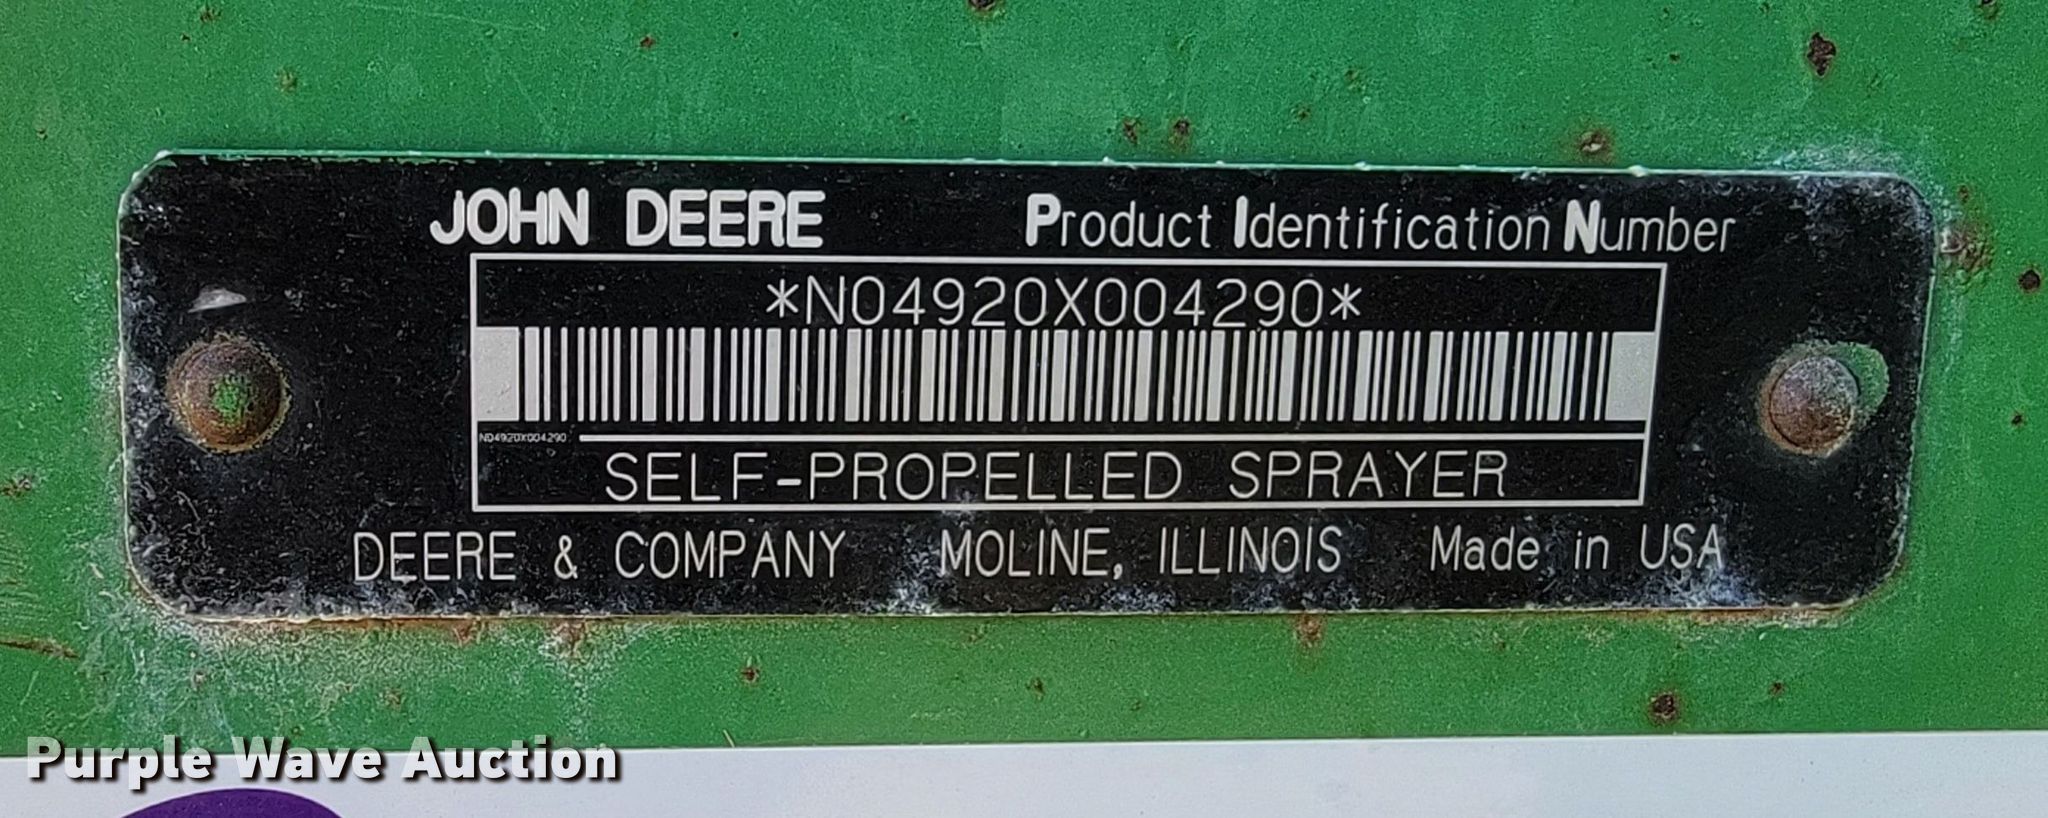 JOHN DEERE Product Identification Number
*N04920X004290*
N04920X004290
SELF-PROPELLED SPRAYER
DEERE & COMPANY MOLINE, ILLINOIS Made in USA
Purple Wave Auction